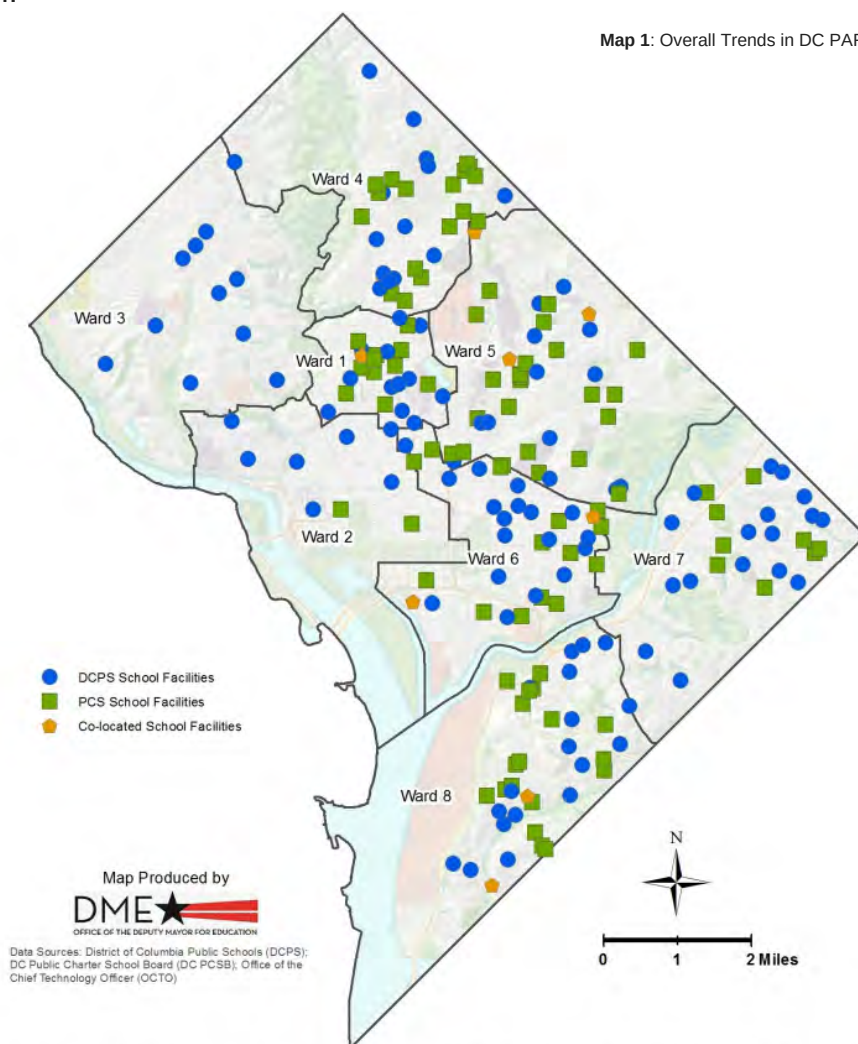 Map 1: Overall Trends in DC PAR
Ward 4
Ward 3
Ward 1
Ward 5
Ward 2
Ward 6
Ward 7
DCPS School Facilities
PCS School Facilities
Co-located School Facilities
Ward 8
N
Map Produced by
DME
OFFICE OF THE DEPUTY MAYOR FOR EDUCATION
Data Sources: District of Columbia Public Schools (DCPS);
DC Public Charter School Board (DC PCSB); Office of the
Chief Technology Officer (OCTO)
0 1 2 Miles